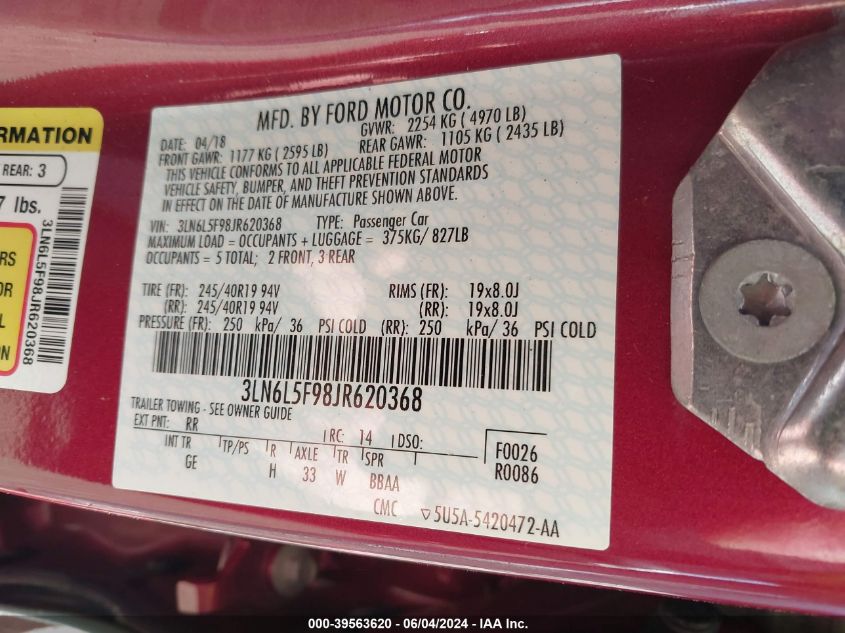 RMATION
REAR: 3
7 lbs.
RS
OR
L
ON
3LN6L5F98JR620368
MFD. BY FORD MOTOR CO.
DATE: 04/18 GVWR: 2254 KG ( 4970 LB)
FRONT GAWR: 1177 KG ( 2595 LB) REAR GAWR: 1105 KG ( 2435 LB)
THIS VEHICLE CONFORMS TO ALL APPLICABLE FEDERAL MOTOR
VEHICLE SAFETY, BUMPER, AND THEFT PREVENTION STANDARDS
IN EFFECT ON THE DATE OF MANUFACTURE SHOWN ABOVE.
VIN: 3LN6L5F98JR620368 TYPE: Passenger Car
MAXIMUM LOAD = OCCUPANTS + LUGGAGE = 375KG/ 827LB
OCCUPANTS = 5 TOTAL; 2 FRONT, 3 REAR
TIRE (FR): 245/40R19 94V RIMS (FR): 19x8.0J
(RR): 245/40R19 94V (RR): 19x8.0J
PRESSURE (FR): 250 kPa/ 36 PSI COLD (RR): 250 kPa/ 36 PSI COLD
3LN6L5F98JR620368
TRAILER TOWING - SEE OWNER GUIDE
EXT PNT: RR RC: 14 DSO: F0026
INT TR TP/PS R AXLE TR SPR R0086
GE H 33 W BBAA
CMC ▽ 5U5A-5420472-AA
000-39563620 - 06/04/2024 - IAA Inc.